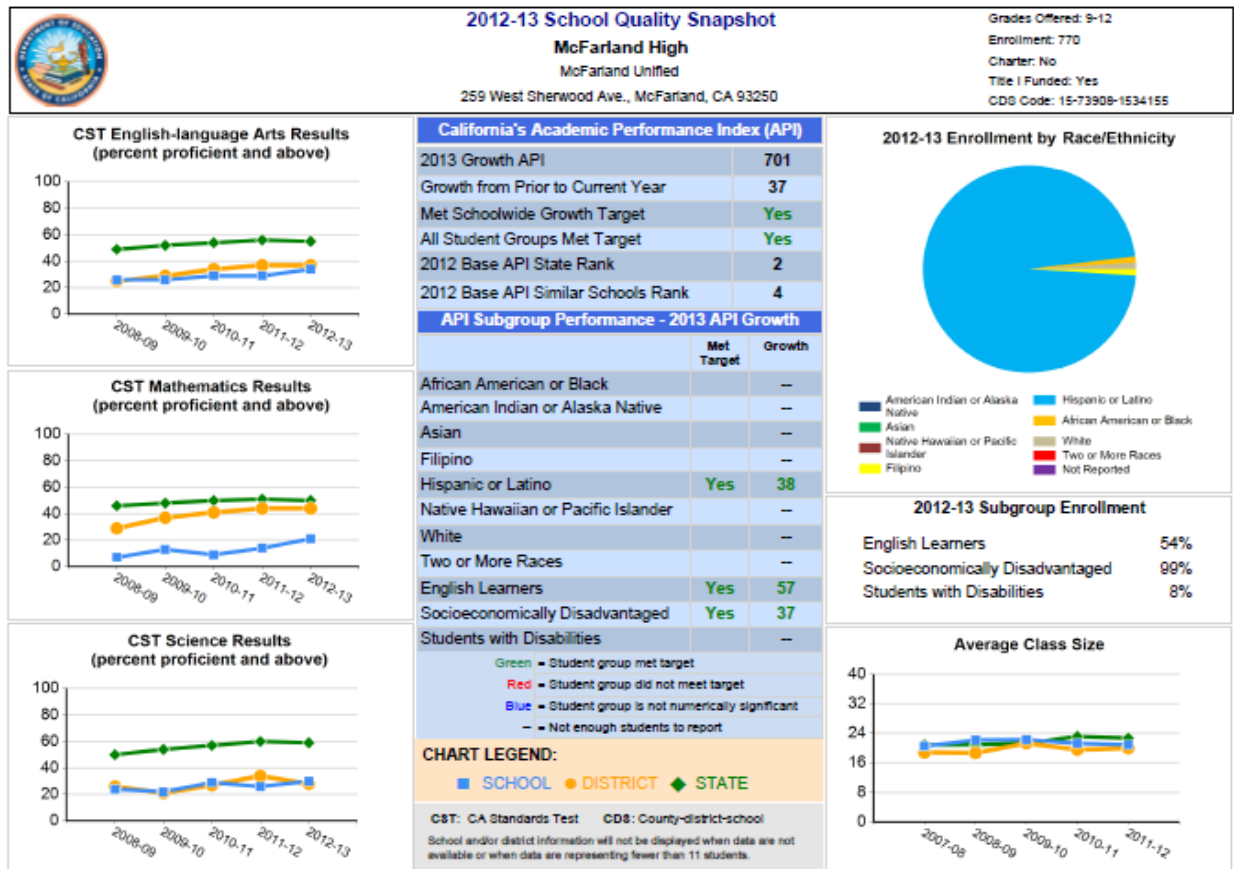 2012-13 School Quality Snapshot
McFarland High
McFarland Unified
259 West Sherwood Ave., McFarland, CA 93250
Grades Offered: 9-12
Enrollment: 770
Charter: No
Title I Funded: Yes
CDS Code: 15-73908-1534155
CST English-language Arts Results
(percent proficient and above)
100
80
60
40
20
0
2008-09 2009-10 2010-11 2011-12 2012-13
CST Mathematics Results
(percent proficient and above)
100
80
60
40
20
0
2008-09 2009-10 2010-11 2011-12 2012-13
CST Science Results
(percent proficient and above)
100
80
60
40
20
0
2008-09 2009-10 2010-11 2011-12 2012-13
California's Academic Performance Index (API)
2013 Growth API 701
Growth from Prior to Current Year 37
Met Schoolwide Growth Target Yes
All Student Groups Met Target Yes
2012 Base API State Rank 2
2012 Base API Similar Schools Rank 4
API Subgroup Performance - 2013 API Growth
Met Target Growth
African American or Black --
American Indian or Alaska Native --
Asian --
Filipino --
Hispanic or Latino Yes 38
Native Hawaiian or Pacific Islander --
White --
Two or More Races --
English Learners Yes 57
Socioeconomically Disadvantaged Yes 37
Students with Disabilities --
Green = Student group met target
Red = Student group did not meet target
Blue = Student group is not numerically significant
-- = Not enough students to report
CHART LEGEND:
SCHOOL DISTRICT STATE
CST: CA Standards Test CDS: County-district-school
School and/or district information will not be displayed when data are not
available or when data are representing fewer than 11 students.
2012-13 Enrollment by Race/Ethnicity
American Indian or Alaska
Native
Asian
Native Hawaiian or Pacific
Islander
Filipino
Hispanic or Latino
African American or Black
White
Two or More Races
Not Reported
2012-13 Subgroup Enrollment
English Learners 54%
Socioeconomically Disadvantaged 99%
Students with Disabilities 8%
Average Class Size
40
32
24
16
8
0
2007-08 2008-09 2009-10 2010-11 2011-12